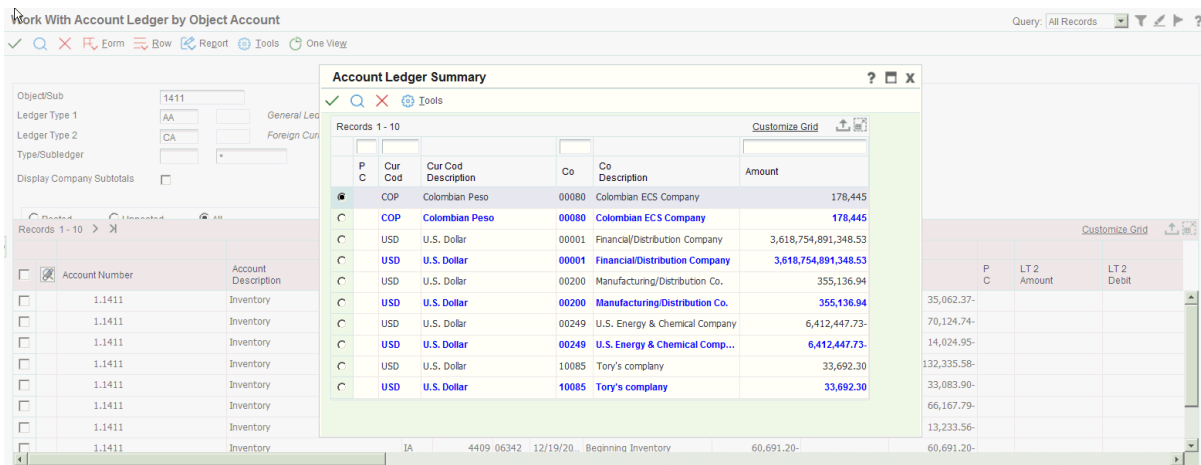 Work With Account Ledger by Object Account
Query: All Records
Form Row Report Tools One View
Object/Sub 1411
Ledger Type 1 AA General Led
Ledger Type 2 CA Foreign Curr
Type/Subledger *
Display Company Subtotals
Posted Unposted All
Records 1 - 10 Customize Grid
Account Number Account Description P C LT 2 Amount LT 2 Debit
1.1411 Inventory 35,062.37-
1.1411 Inventory 70,124.74-
1.1411 Inventory 14,024.95-
1.1411 Inventory 132,335.58-
1.1411 Inventory 33,083.90-
1.1411 Inventory 66,167.79-
1.1411 Inventory 13,233.56-
1.1411 Inventory IA 4409 06342 12/19/20... Beginning Inventory 60,691.20- 60,691.20-
Account Ledger Summary ? X
Tools
Records 1 - 10 Customize Grid
P C Cur Cod Cur Cod Description Co Co Description Amount
COP Colombian Peso 00080 Colombian ECS Company 178,445
COP Colombian Peso 00080 Colombian ECS Company 178,445
USD U.S. Dollar 00001 Financial/Distribution Company 3,618,754,891,348.53
USD U.S. Dollar 00001 Financial/Distribution Company 3,618,754,891,348.53
USD U.S. Dollar 00200 Manufacturing/Distribution Co. 355,136.94
USD U.S. Dollar 00200 Manufacturing/Distribution Co. 355,136.94
USD U.S. Dollar 00249 U.S. Energy & Chemical Company 6,412,447.73-
USD U.S. Dollar 00249 U.S. Energy & Chemical Comp... 6,412,447.73-
USD U.S. Dollar 10085 Tory's complany 33,692.30
USD U.S. Dollar 10085 Tory's complany 33,692.30